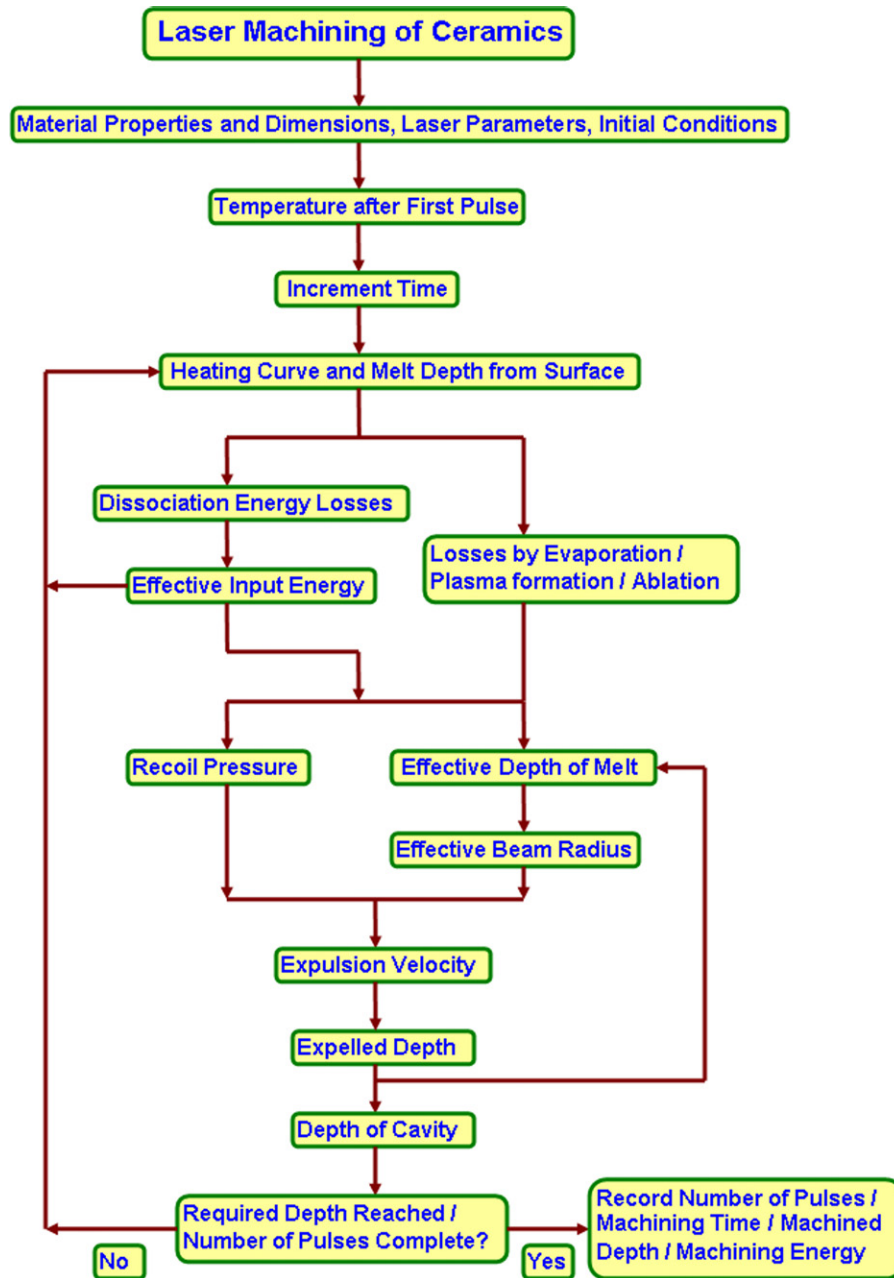 Laser Machining of Ceramics
Material Properties and Dimensions, Laser Parameters, Initial Conditions
Temperature after First Pulse
Increment Time
Heating Curve and Melt Depth from Surface
Dissociation Energy Losses
Losses by Evaporation /
Plasma formation / Ablation
Effective Input Energy
Recoil Pressure
Effective Depth of Melt
Effective Beam Radius
Expulsion Velocity
Expelled Depth
Depth of Cavity
Required Depth Reached /
Number of Pulses Complete?
No
Yes
Record Number of Pulses /
Machining Time / Machined
Depth / Machining Energy